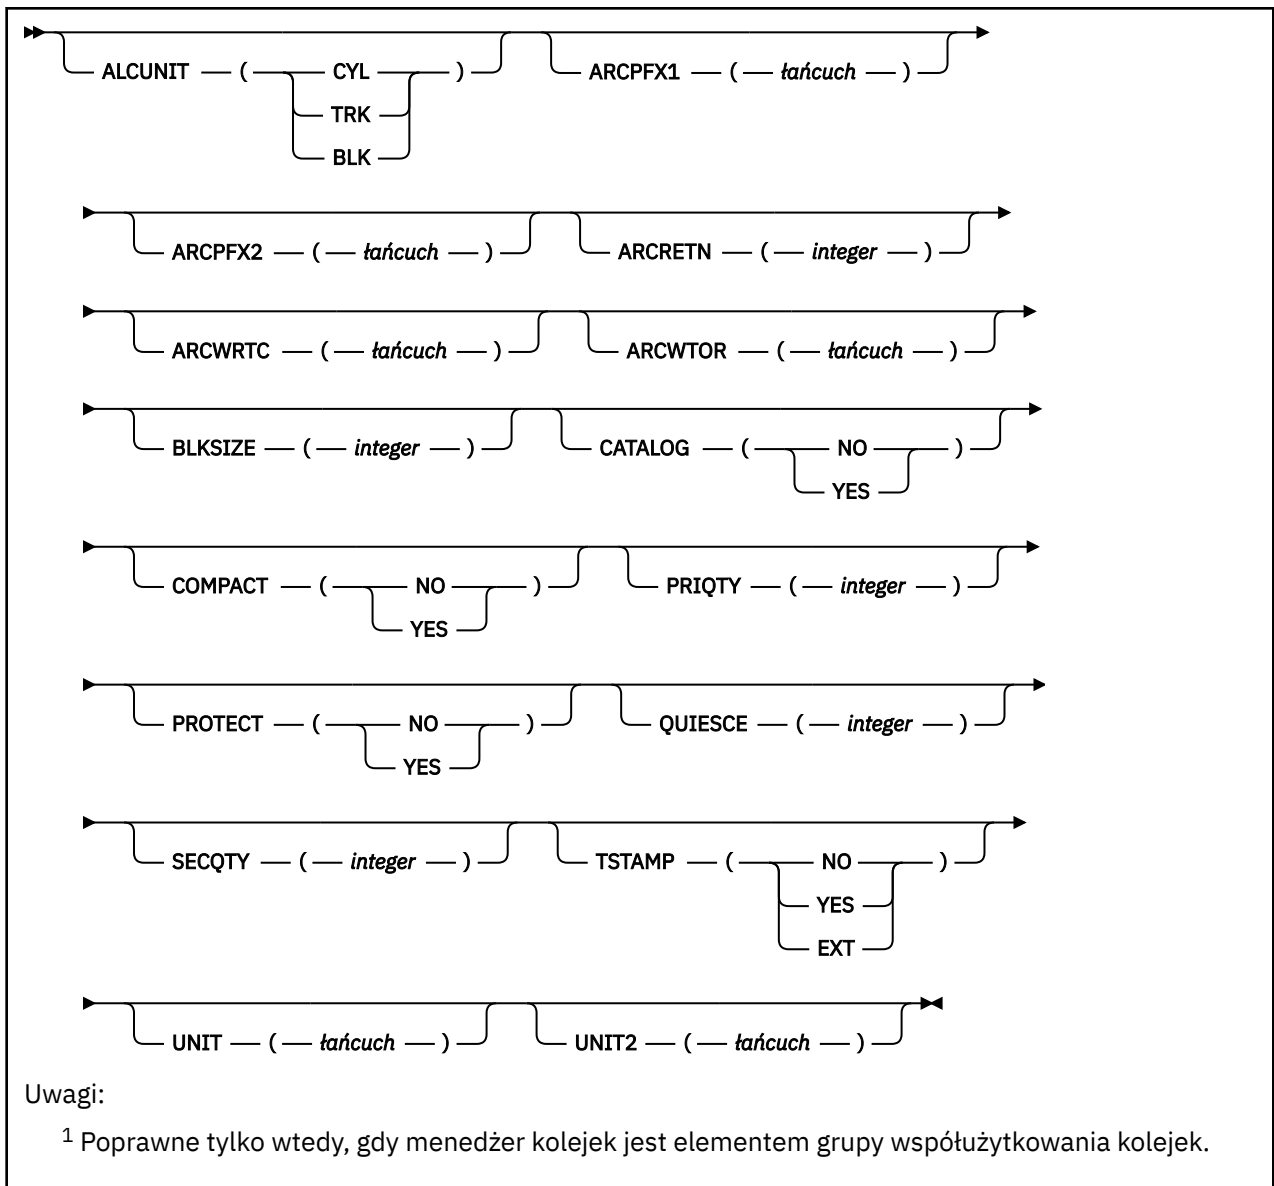 ALCUNIT ( CYL ) ARCPFX1 ( łańcuch )
TRK
BLK
ARCPFX2 ( łańcuch ) ARCRETN ( integer )
ARCWRTC ( łańcuch ) ARCWTOR ( łańcuch )
BLKSIZE ( integer ) CATALOG ( NO )
YES
COMPACT ( NO ) PRIQTY ( integer )
YES
PROTECT ( NO ) QUIESCE ( integer )
YES
SECQTY ( integer ) TSTAMP ( NO )
YES
EXT
UNIT ( łańcuch ) UNIT2 ( łańcuch )
Uwagi:
1 Poprawne tylko wtedy, gdy menedżer kolejek jest elementem grupy współużytkowania kolejek.